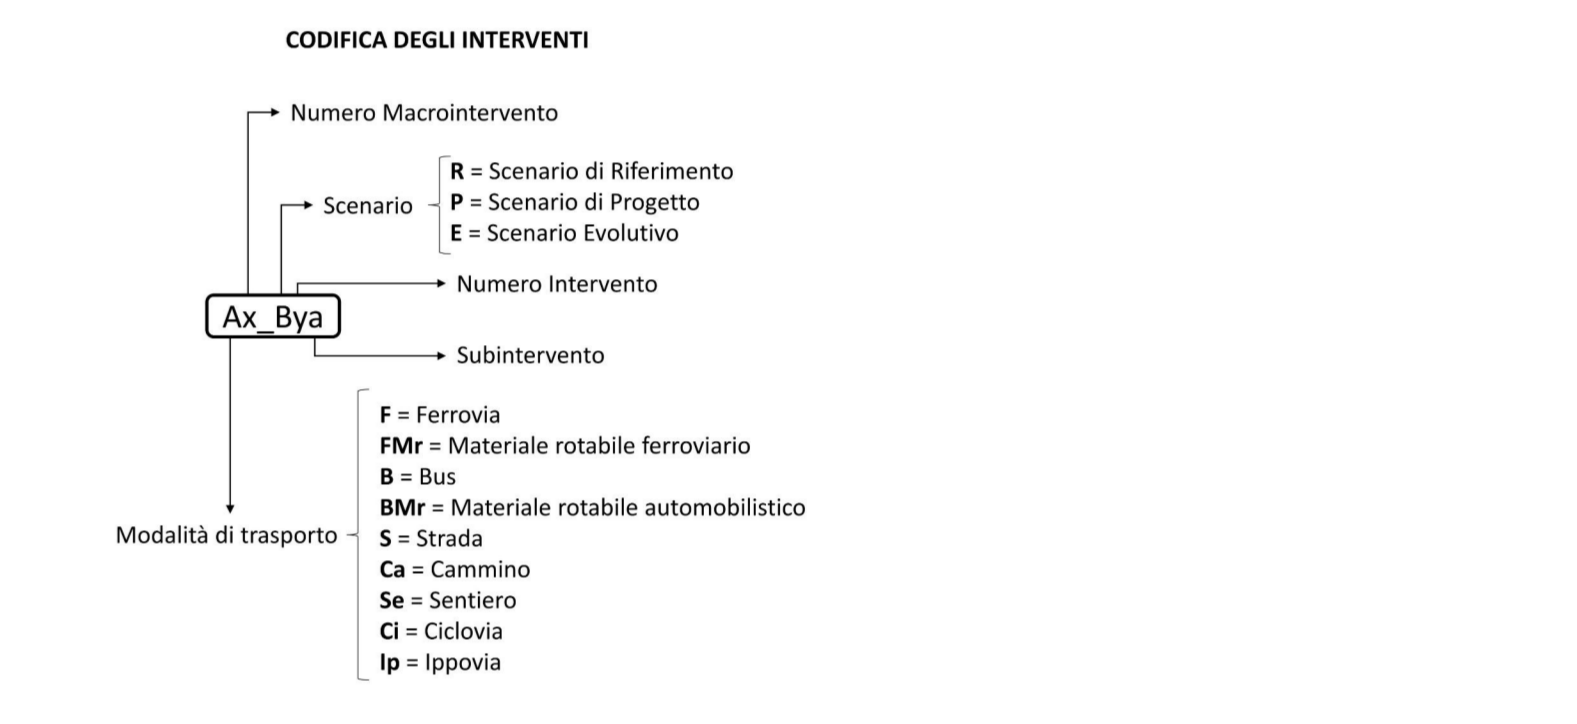 CODIFICA DEGLI INTERVENTI
Numero Macrointervento
R = Scenario di Riferimento
Scenario
P = Scenario di Progetto
E = Scenario Evolutivo
Numero Intervento
Ax_Bya
Subintervento
F = Ferrovia
FMr = Materiale rotabile ferroviario
B = Bus
BMr = Materiale rotabile automobilistico
Modalità di trasporto
S = Strada
Ca = Cammino
Se = Sentiero
Ci = Ciclovia
Ip = Ippovia